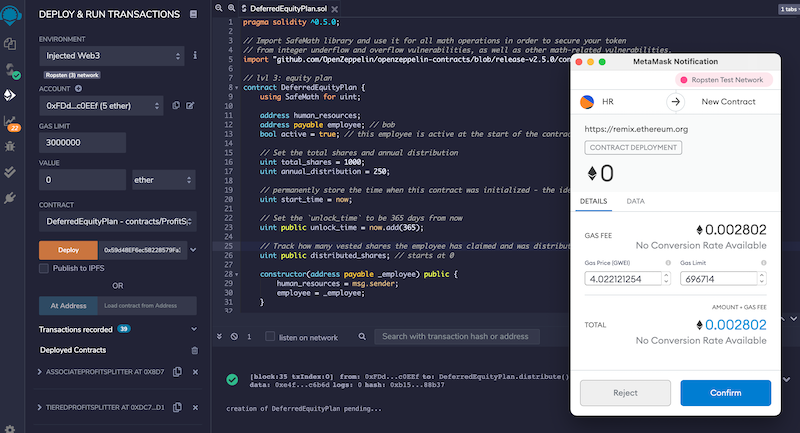 DEPLOY & RUN TRANSACTIONS
ENVIRONMENT
Injected Web3
Ropsten (3) network
ACCOUNT
0xFDd...c0EEf (5 ether)
GAS LIMIT
3000000
VALUE
0
ether
CONTRACT
DeferredEquityPlan - contracts/ProfitS
Deploy
0x59d48EF6ec58228579Fa
Publish to IPFS
OR
At Address
Load contract from Address
Transactions recorded 39
Deployed Contracts
ASSOCIATEPROFITSPLITTER AT 0X8D7
TIEREDPROFITSPLITTER AT 0XDC7...D1
22
DeferredEquityPlan.sol
1 tabs
1 pragma solidity ^0.5.0;
2
3 // Import SafeMath library and use it for all math operations in order to secure your token
4 // from integer underflow and overflow vulnerabilities, as well as other math-related vulnerabilities.
5 import "github.com/OpenZeppelin/openzeppelin-contracts/blob/release-v2.5.0/con
6
7 // lvl 3: equity plan
8 contract DeferredEquityPlan {
9 using SafeMath for uint;
10
11 address human_resources;
12 address payable employee; // bob
13 bool active = true; // this employee is active at the start of the contrac
14
15 // Set the total shares and annual distribution
16 uint total_shares = 1000;
17 uint annual_distribution = 250;
18
19 // permanently store the time when this contract was initialized - the ide
20 uint start_time = now;
21
22 // Set the `unlock_time` to be 365 days from now
23 uint public unlock_time = now.add(365);
24
25 // Track how many vested shares the employee has claimed and was distribut
26 uint public distributed_shares; // starts at 0
27
28 constructor(address payable _employee) public {
29 human_resources = msg.sender;
30 employee = _employee;
31 }
1
listen on network
Search with transaction hash or address
[block:35 txIndex:0] from: 0xFDd...c0EEf to: DeferredEquityPlan.distribute()
data: 0xe4f...c6b6d logs: 0 hash: 0xb15...88b37
creation of DeferredEquityPlan pending...
MetaMask Notification
Ropsten Test Network
HR
New Contract
https://remix.ethereum.org
CONTRACT DEPLOYMENT
0
DETAILS
DATA
GAS FEE
0.002802
No Conversion Rate Available
Gas Price (GWEI)
Gas Limit
4.022121254
696714
AMOUNT + GAS FEE
TOTAL
0.002802
No Conversion Rate Available
Reject
Confirm